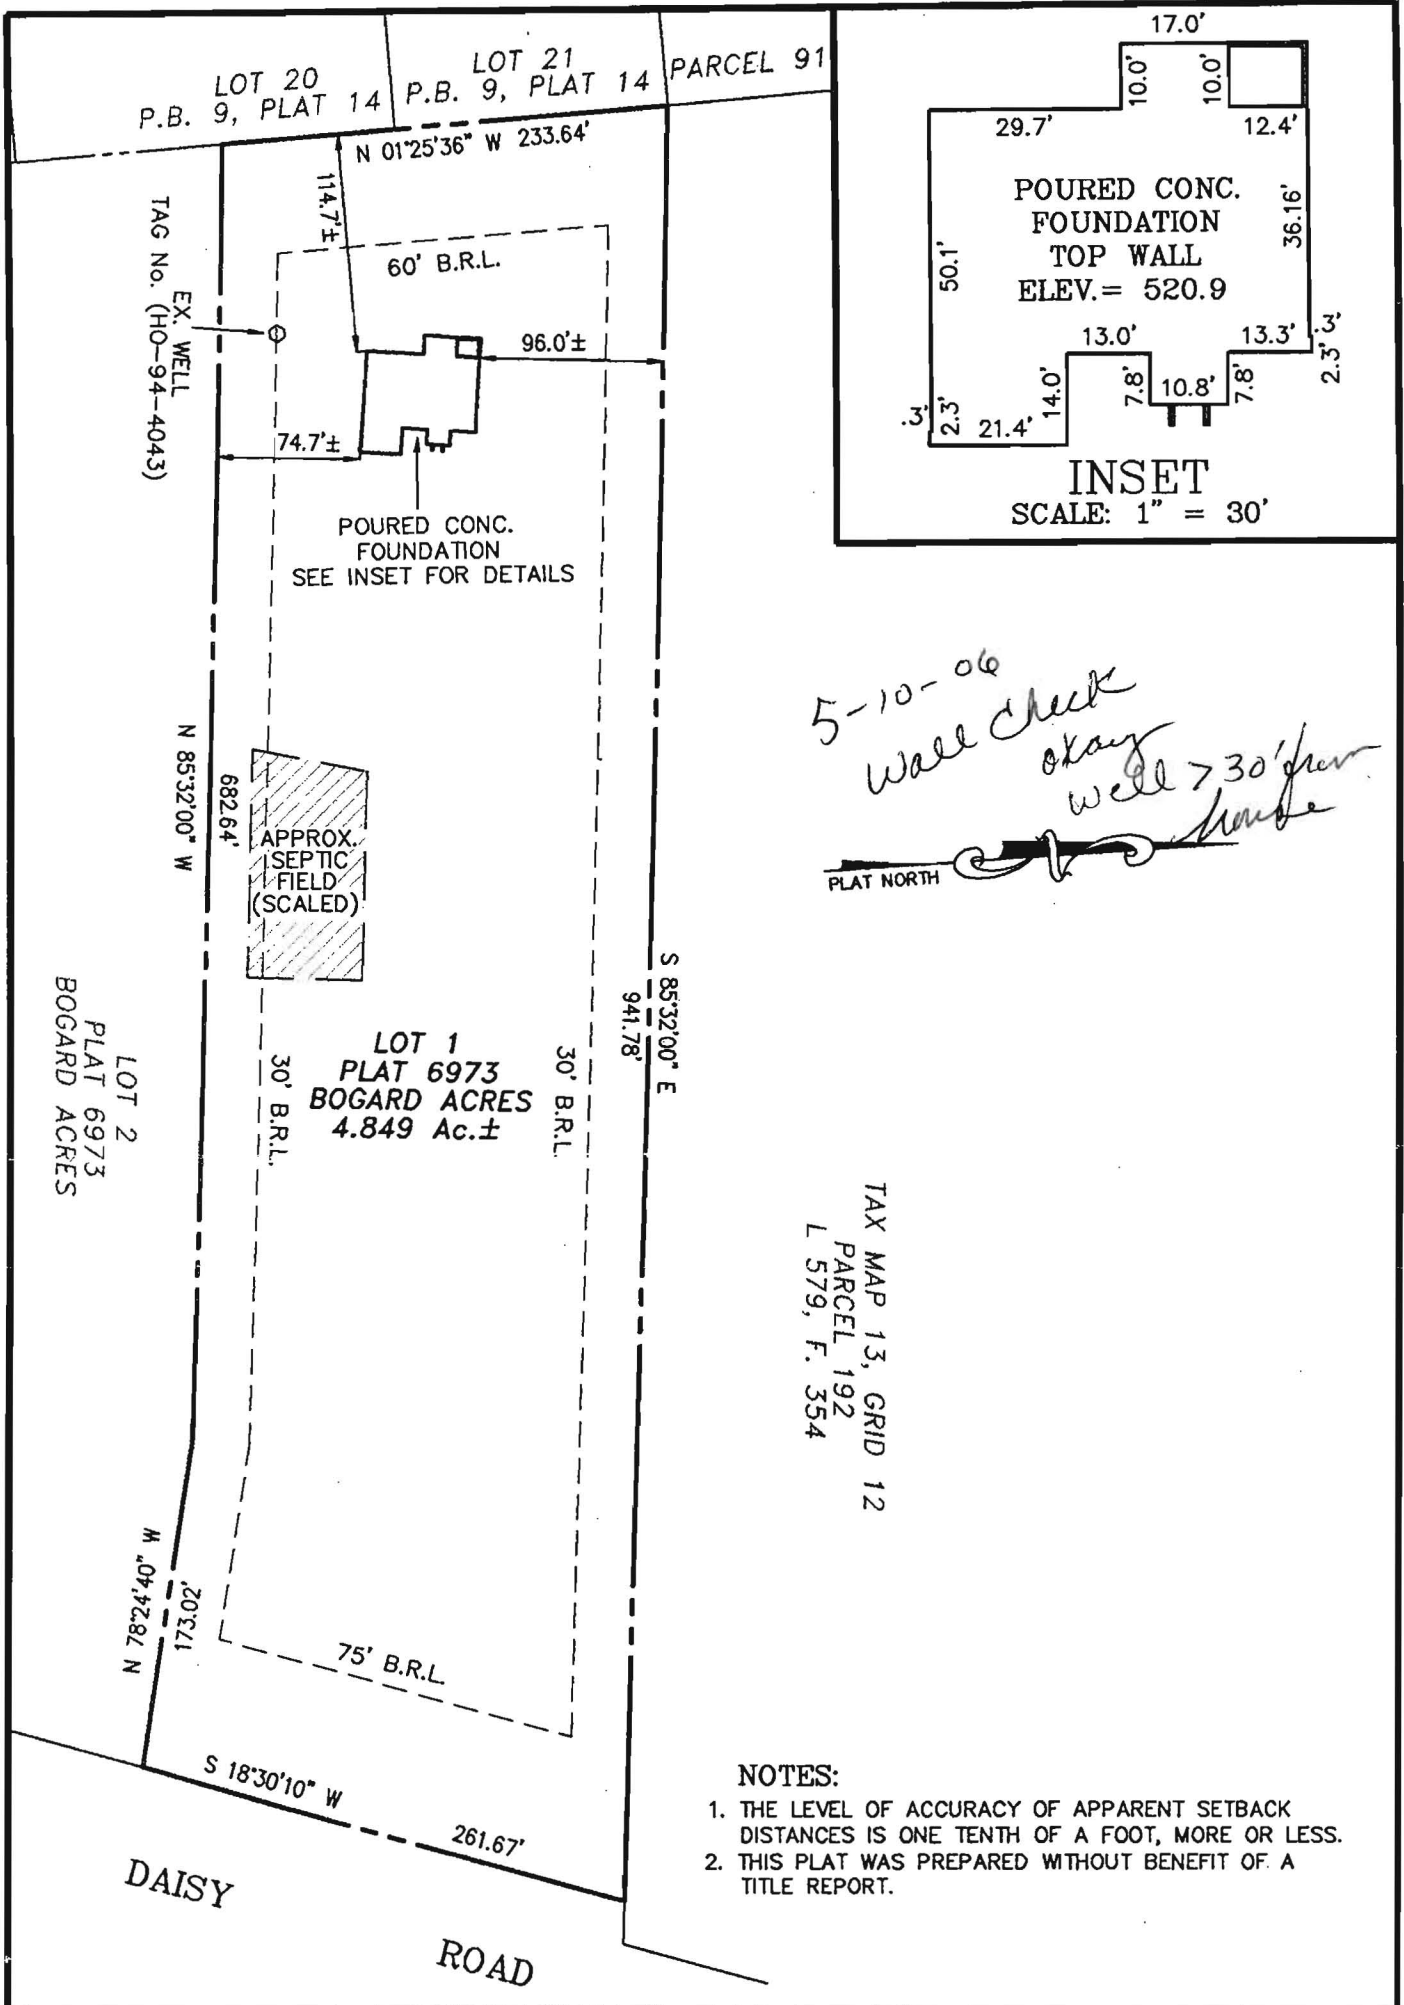 LOT 20
P.B. 9, PLAT 14
LOT 21
P.B. 9, PLAT 14
PARCEL 91
N 01°25'36" W 233.64'
114.7'±
60' B.R.L.
TAG No. (HO-94-4043)
EX. WELL
96.0'±
74.7'±
POURED CONC.
FOUNDATION
SEE INSET FOR DETAILS
17.0'
10.0'
10.0'
29.7'
12.4'
POURED CONC.
FOUNDATION
TOP WALL
ELEV.= 520.9
50.1'
36.16'
13.0'
13.3'
.3'
2.3'
14.0'
7.8'
10.8'
7.8'
.3'
2.3'
21.4'
INSET
SCALE: 1" = 30'
5-10-06
Wall Check
okay
well >30' from
house
PLAT NORTH
N 85°32'00" W
682.64'
APPROX.
SEPTIC
FIELD
(SCALED)
S 85°32'00" E
941.78'
LOT 1
PLAT 6973
BOGARD ACRES
4.849 Ac.±
30' B.R.L.
30' B.R.L.
LOT 2
PLAT 6973
BOGARD ACRES
TAX MAP 13, GRID 12
PARCEL 192
L 579, F. 354
N 78°24'40" W
173.02'
75' B.R.L.
S 18°30'10" W
261.67'
DAISY
ROAD
NOTES:
1. THE LEVEL OF ACCURACY OF APPARENT SETBACK
DISTANCES IS ONE TENTH OF A FOOT, MORE OR LESS.
2. THIS PLAT WAS PREPARED WITHOUT BENEFIT OF A
TITLE REPORT.